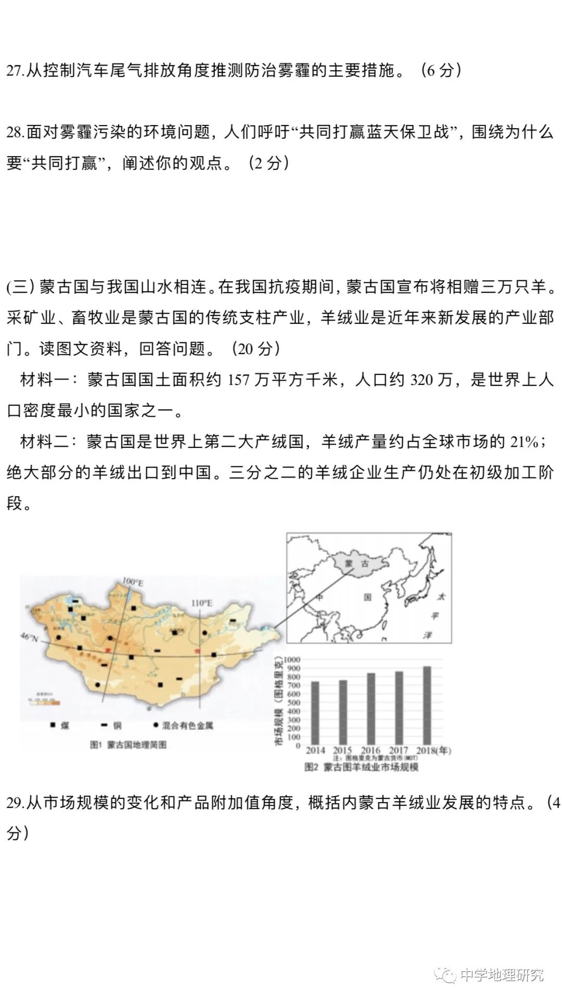 27.从控制汽车尾气排放角度推测防治雾霾的主要措施。（6 分）
28.面对雾霾污染的环境问题，人们呼吁“共同打赢蓝天保卫战”，围绕为什么
要“共同打赢”，阐述你的观点。（2 分）
(三）蒙古国与我国山水相连。在我国抗疫期间，蒙古国宣布将相赠三万只羊。
采矿业、畜牧业是蒙古国的传统支柱产业，羊绒业是近年来新发展的产业部
门。读图文资料，回答问题。（20 分）
材料一：蒙古国国土面积约 157 万平方千米，人口约 320 万，是世界上人
口密度最小的国家之一。
材料二：蒙古国是世界上第二大产绒国，羊绒产量约占全球市场的 21%；
绝大部分的羊绒出口到中国。三分之二的羊绒企业生产仍处在初级加工阶
段。
100°E
110°E
46°N
煤
铜
混合有色金属
图1 蒙古国地理简图
蒙 古
中 国
太
平
洋
市场规模（图格里克）
1000
900
800
700
600
500
400
300
200
100
0
2014 2015 2016 2017 2018(年)
注：图格里克为蒙古货币(MOT)
图2 蒙古图羊绒业市场规模
29.从市场规模的变化和产品附加值角度，概括内蒙古羊绒业发展的特点。（4
分）
中学地理研究